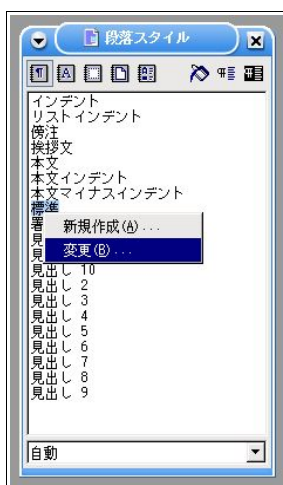 段落スタイル
インデント
リストインデント
傍注
挨拶文
本文
本文インデント
本文マイナスインデント
標準
署
新規作成(A)...
見
変更(B)...
見
見出し 10
見出し 2
見出し 3
見出し 4
見出し 5
見出し 6
見出し 7
見出し 8
見出し 9
自動